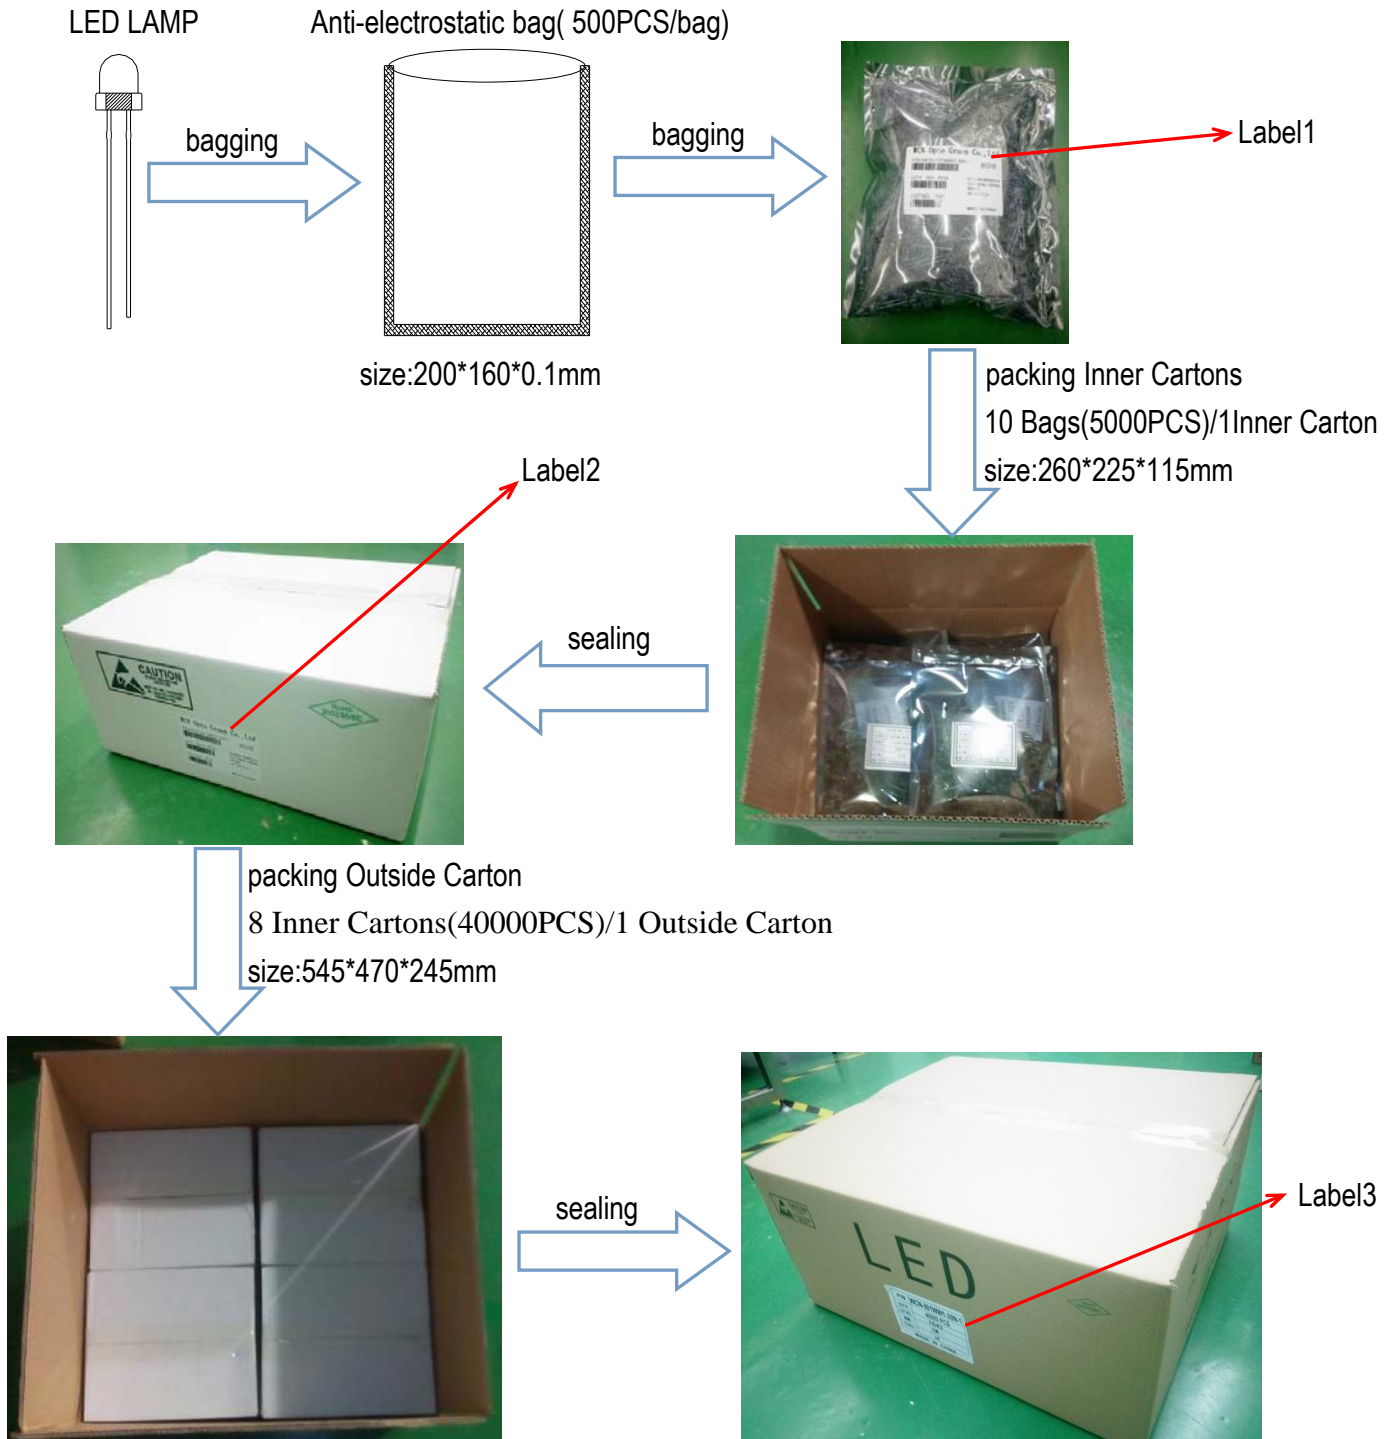 LED LAMP
Anti-electrostatic bag( 500PCS/bag)
bagging
bagging
Label1
size:200*160*0.1mm
packing Inner Cartons
10 Bags(5000PCS)/1Inner Carton
size:260*225*115mm
Label2
sealing
CAUTION
packing Outside Carton
8 Inner Cartons(40000PCS)/1 Outside Carton
size:545*470*245mm
sealing
Label3
LED